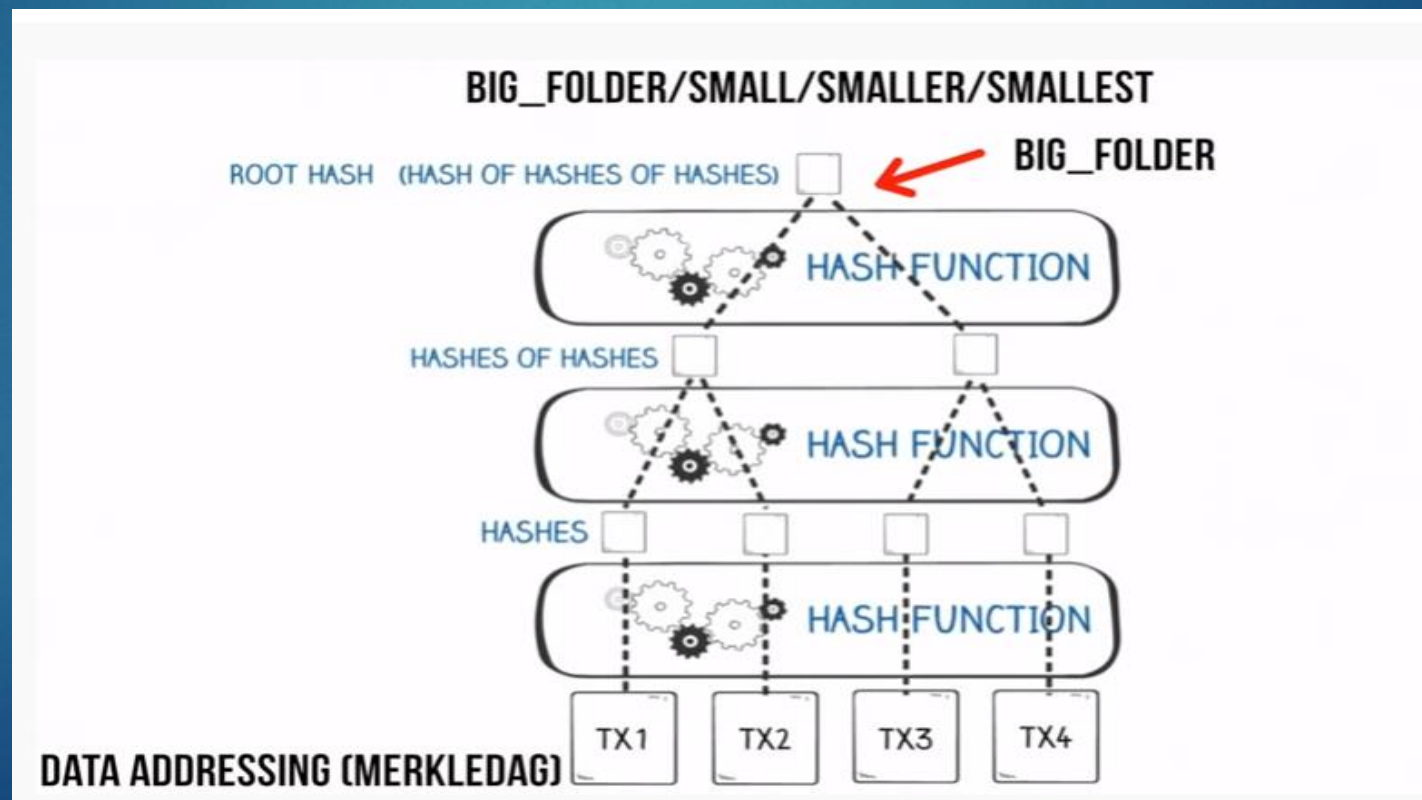 BIG_FOLDER/SMALL/SMALLER/SMALLEST
BIG_FOLDER
ROOT HASH (HASH OF HASHES OF HASHES)
HASH FUNCTION
HASHES OF HASHES
HASH FUNCTION
HASHES
HASH FUNCTION
TX1 TX2 TX3 TX4
DATA ADDRESSING (MERKLEDAG)